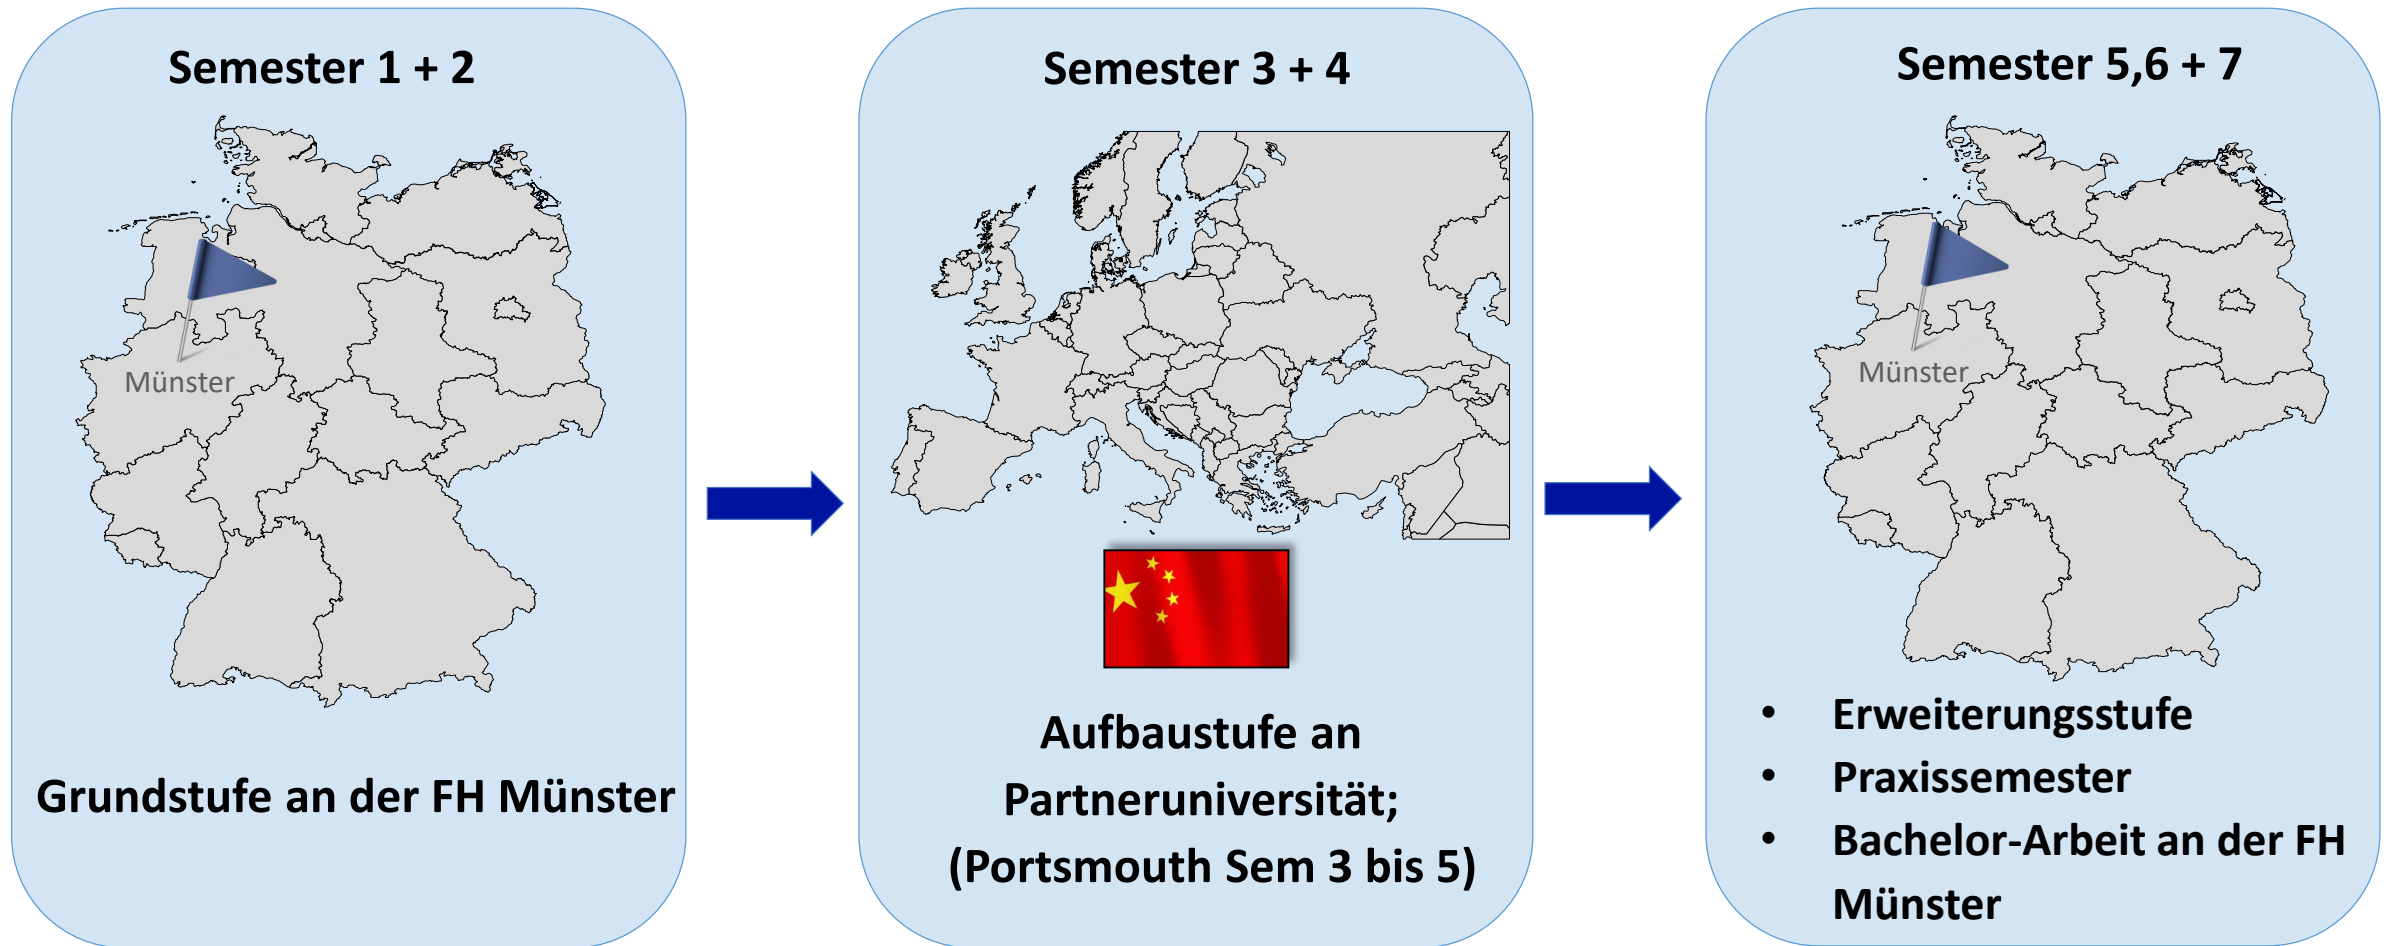 Semester 1 + 2
Münster
Grundstufe an der FH Münster
Semester 3 + 4
Aufbaustufe an
Partneruniversität;
(Portsmouth Sem 3 bis 5)
Semester 5,6 + 7
Münster
• Erweiterungsstufe
• Praxissemester
• Bachelor-Arbeit an der FH
Münster